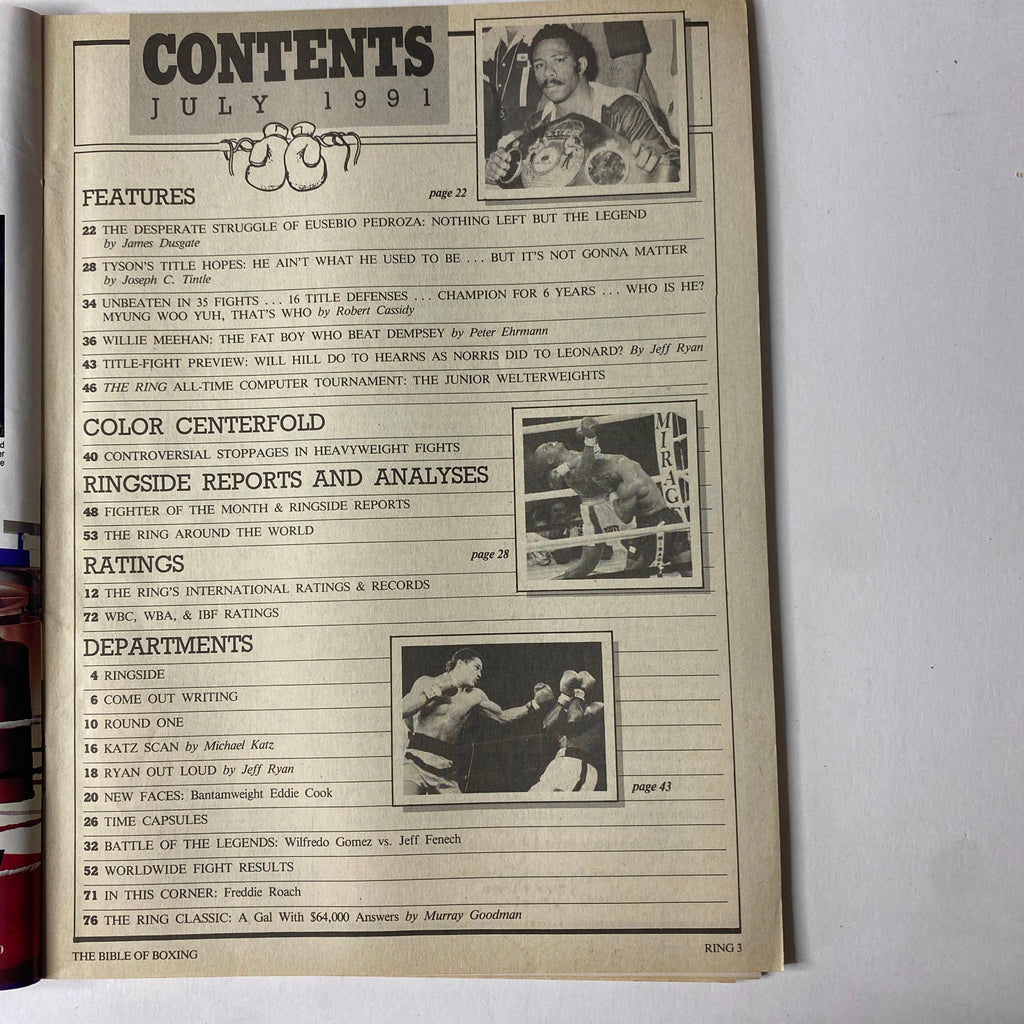 CONTENTS
JULY 1991
page 22
FEATURES
22 THE DESPERATE STRUGGLE OF EUSEBIO PEDROZA: NOTHING LEFT BUT THE LEGEND
by James Dusgate
28 TYSON'S TITLE HOPES: HE AIN'T WHAT HE USED TO BE . . . BUT IT'S NOT GONNA MATTER
by Joseph C. Tintle
34 UNBEATEN IN 35 FIGHTS . . . 16 TITLE DEFENSES . . . CHAMPION FOR 6 YEARS . . . WHO IS HE?
MYUNG WOO YUH, THAT'S WHO by Robert Cassidy
36 WILLIE MEEHAN: THE FAT BOY WHO BEAT DEMPSEY by Peter Ehrmann
43 TITLE-FIGHT PREVIEW: WILL HILL DO TO HEARNS AS NORRIS DID TO LEONARD? By Jeff Ryan
46 THE RING ALL-TIME COMPUTER TOURNAMENT: THE JUNIOR WELTERWEIGHTS
COLOR CENTERFOLD
40 CONTROVERSIAL STOPPAGES IN HEAVYWEIGHT FIGHTS
RINGSIDE REPORTS AND ANALYSES
48 FIGHTER OF THE MONTH & RINGSIDE REPORTS
53 THE RING AROUND THE WORLD
MIRAG
page 28
RATINGS
12 THE RING'S INTERNATIONAL RATINGS & RECORDS
72 WBC, WBA, & IBF RATINGS
DEPARTMENTS
4 RINGSIDE
6 COME OUT WRITING
10 ROUND ONE
16 KATZ SCAN by Michael Katz
18 RYAN OUT LOUD by Jeff Ryan
20 NEW FACES: Bantamweight Eddie Cook
page 43
26 TIME CAPSULES
32 BATTLE OF THE LEGENDS: Wilfredo Gomez vs. Jeff Fenech
52 WORLDWIDE FIGHT RESULTS
71 IN THIS CORNER: Freddie Roach
76 THE RING CLASSIC: A Gal With $64,000 Answers by Murray Goodman
THE BIBLE OF BOXING
RING 3